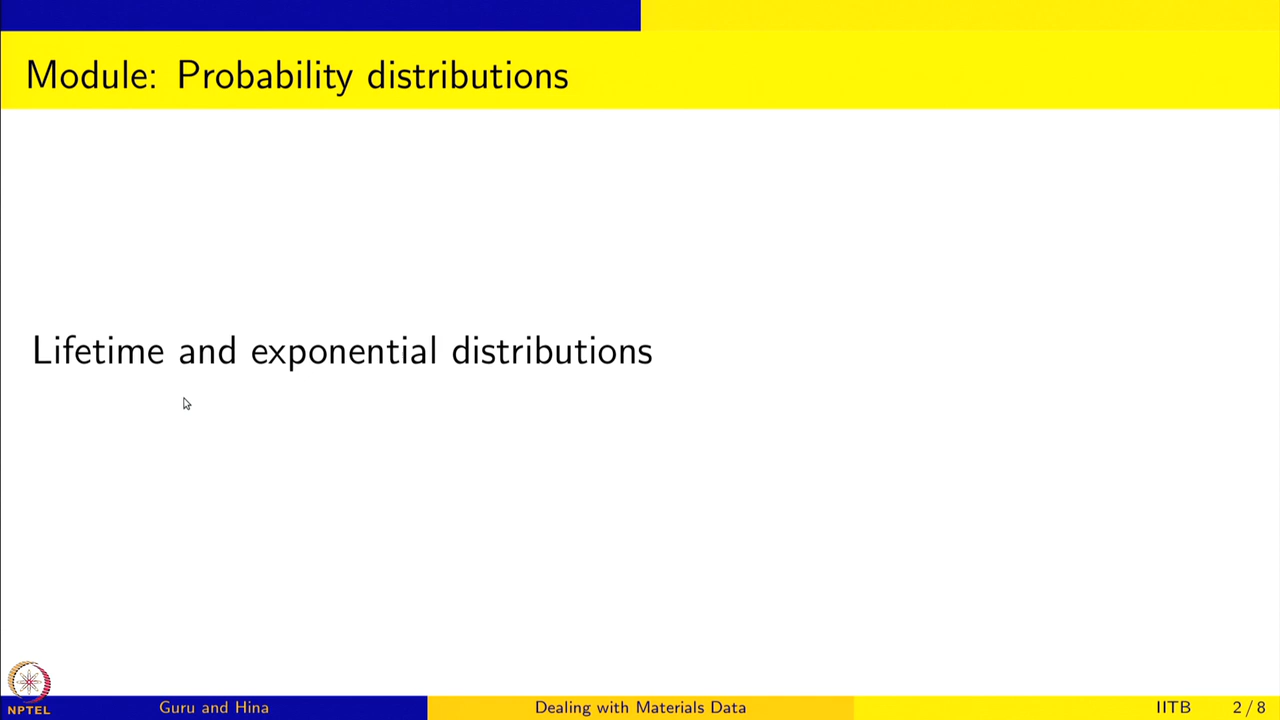 Module: Probability distributions
Lifetime and exponential distributions
NPTEL
Guru and Hina
Dealing with Materials Data
IITB
2 / 8